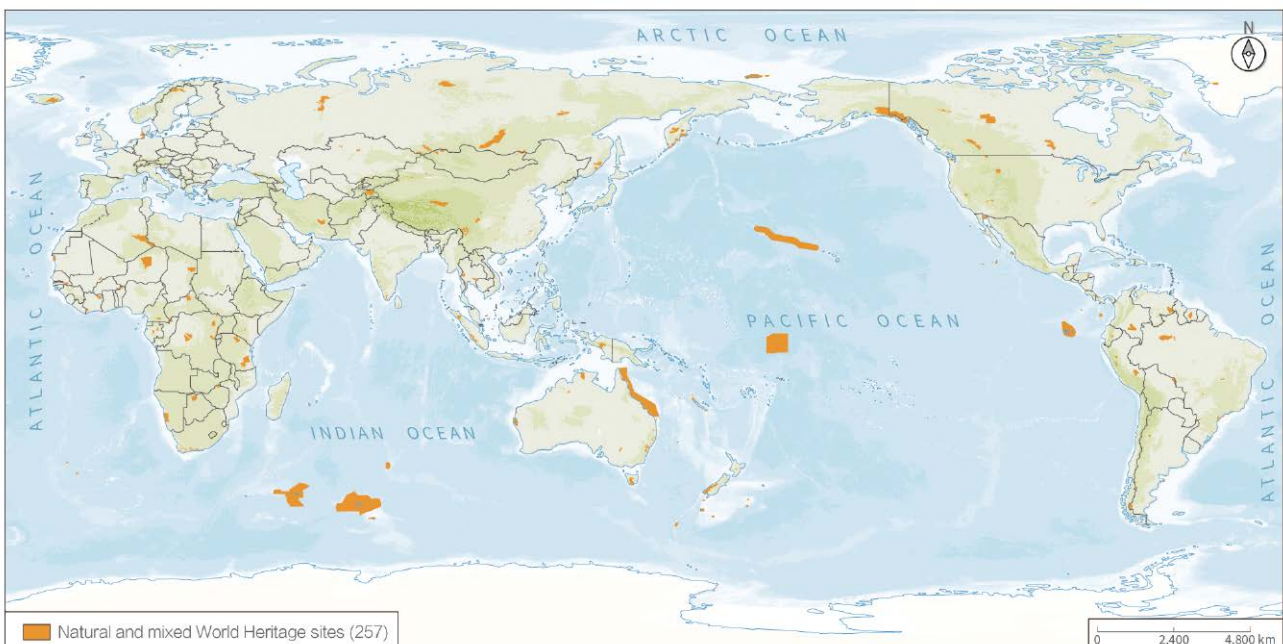 ARCTIC OCEAN
N
ATLANTIC OCEAN
PACIFIC OCEAN
INDIAN OCEAN
ATLANTIC OCEAN
Natural and mixed World Heritage sites (257)
0 2,400 4,800 km